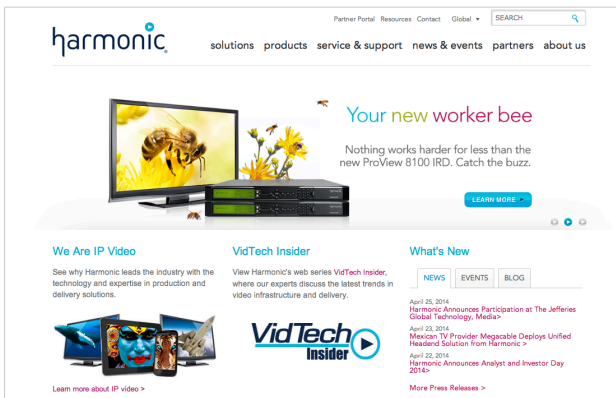 Partner Portal Resources Contact Global
SEARCH
harmonic
solutions products service & support news & events partners about us
Your new worker bee
Nothing works harder for less than the
new ProView 8100 IRD. Catch the buzz.
LEARN MORE
We Are IP Video
See why Harmonic leads the industry with the
technology and expertise in production and
delivery solutions.
Learn more about IP video >
VidTech Insider
View Harmonic's web series VidTech Insider,
where our experts discuss the latest trends in
video infrastructure and delivery.
VidTech
Insider
What's New
NEWS EVENTS BLOG
April 25, 2014
Harmonic Announces Participation at The Jefferies
Global Technology, Media>
April 23, 2014
Mexican TV Provider Megacable Deploys Unified
Headend Solution from Harmonic >
April 22, 2014
Harmonic Announces Analyst and Investor Day
2014>
More Press Releases >